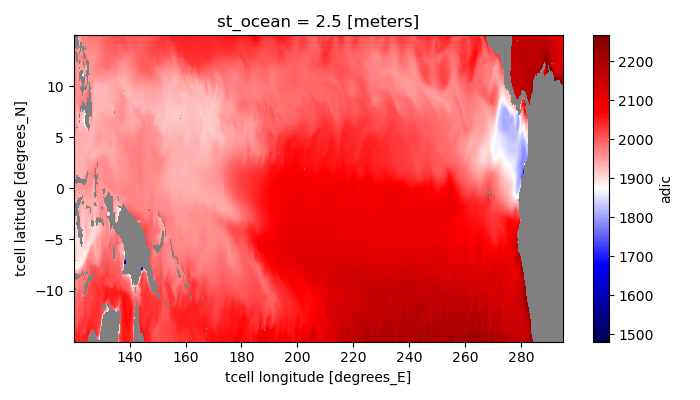 st_ocean = 2.5 [meters]
10
5
0
−5
−10
tcell latitude [degrees_N]
140 160 180 200 220 240 260 280
tcell longitude [degrees_E]
2200
2100
2000
1900
1800
1700
1600
1500
adic